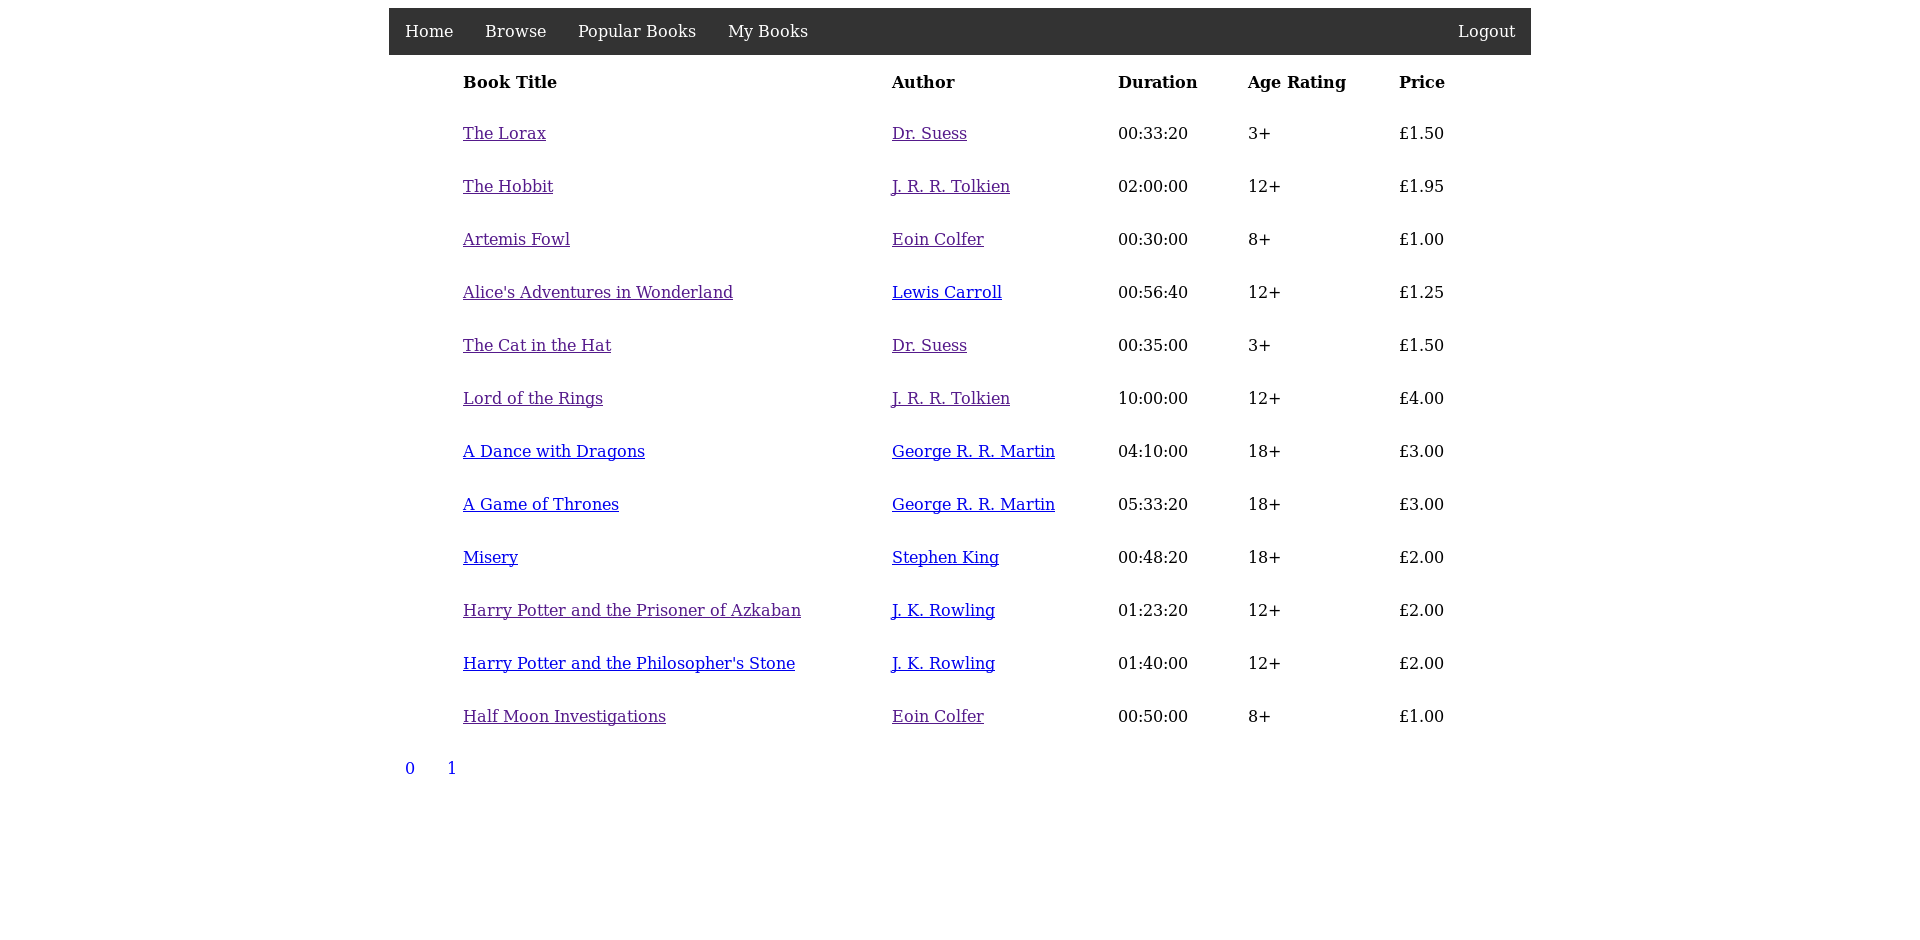 Home Browse Popular Books My Books Logout
Book Title Author Duration Age Rating Price
The Lorax Dr. Suess 00:33:20 3+ £1.50
The Hobbit J. R. R. Tolkien 02:00:00 12+ £1.95
Artemis Fowl Eoin Colfer 00:30:00 8+ £1.00
Alice's Adventures in Wonderland Lewis Carroll 00:56:40 12+ £1.25
The Cat in the Hat Dr. Suess 00:35:00 3+ £1.50
Lord of the Rings J. R. R. Tolkien 10:00:00 12+ £4.00
A Dance with Dragons George R. R. Martin 04:10:00 18+ £3.00
A Game of Thrones George R. R. Martin 05:33:20 18+ £3.00
Misery Stephen King 00:48:20 18+ £2.00
Harry Potter and the Prisoner of Azkaban J. K. Rowling 01:23:20 12+ £2.00
Harry Potter and the Philosopher's Stone J. K. Rowling 01:40:00 12+ £2.00
Half Moon Investigations Eoin Colfer 00:50:00 8+ £1.00
0 1